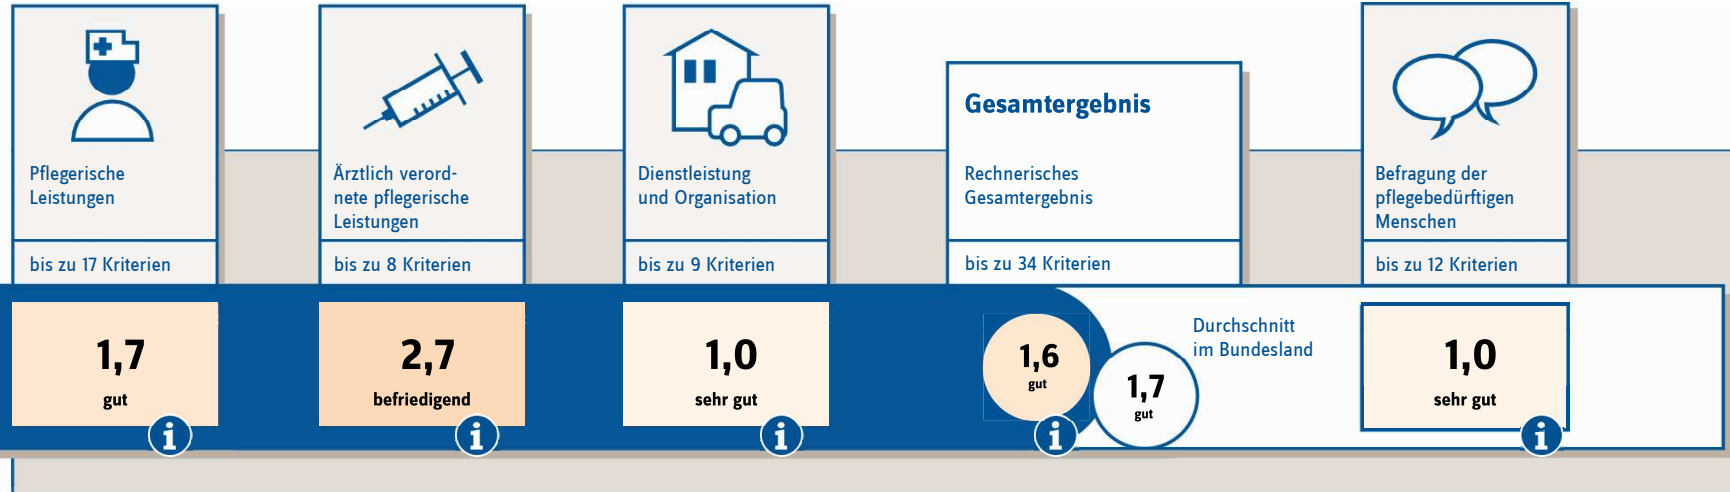 Pflegerische
Leistungen
bis zu 17 Kriterien
1,7
gut
i
Ärztlich verord-
nete pflegerische
Leistungen
bis zu 8 Kriterien
2,7
befriedigend
i
Dienstleistung
und Organisation
bis zu 9 Kriterien
1,0
sehr gut
i
Gesamtergebnis
Rechnerisches
Gesamtergebnis
bis zu 34 Kriterien
1,6
gut
i
1,7
gut
Durchschnitt
im Bundesland
Befragung der
pflegebedürftigen
Menschen
bis zu 12 Kriterien
1,0
sehr gut
i